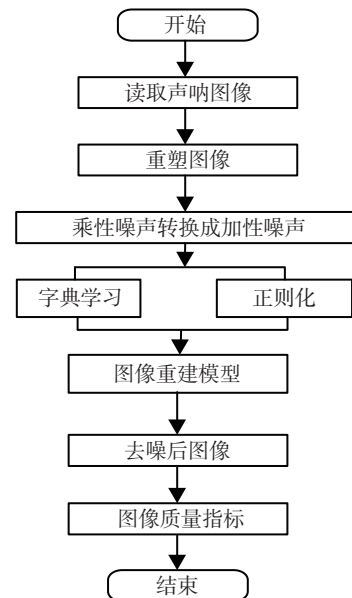 开始
读取声呐图像
重塑图像
乘性噪声转换成加性噪声
字典学习
正则化
图像重建模型
去噪后图像
图像质量指标
结束